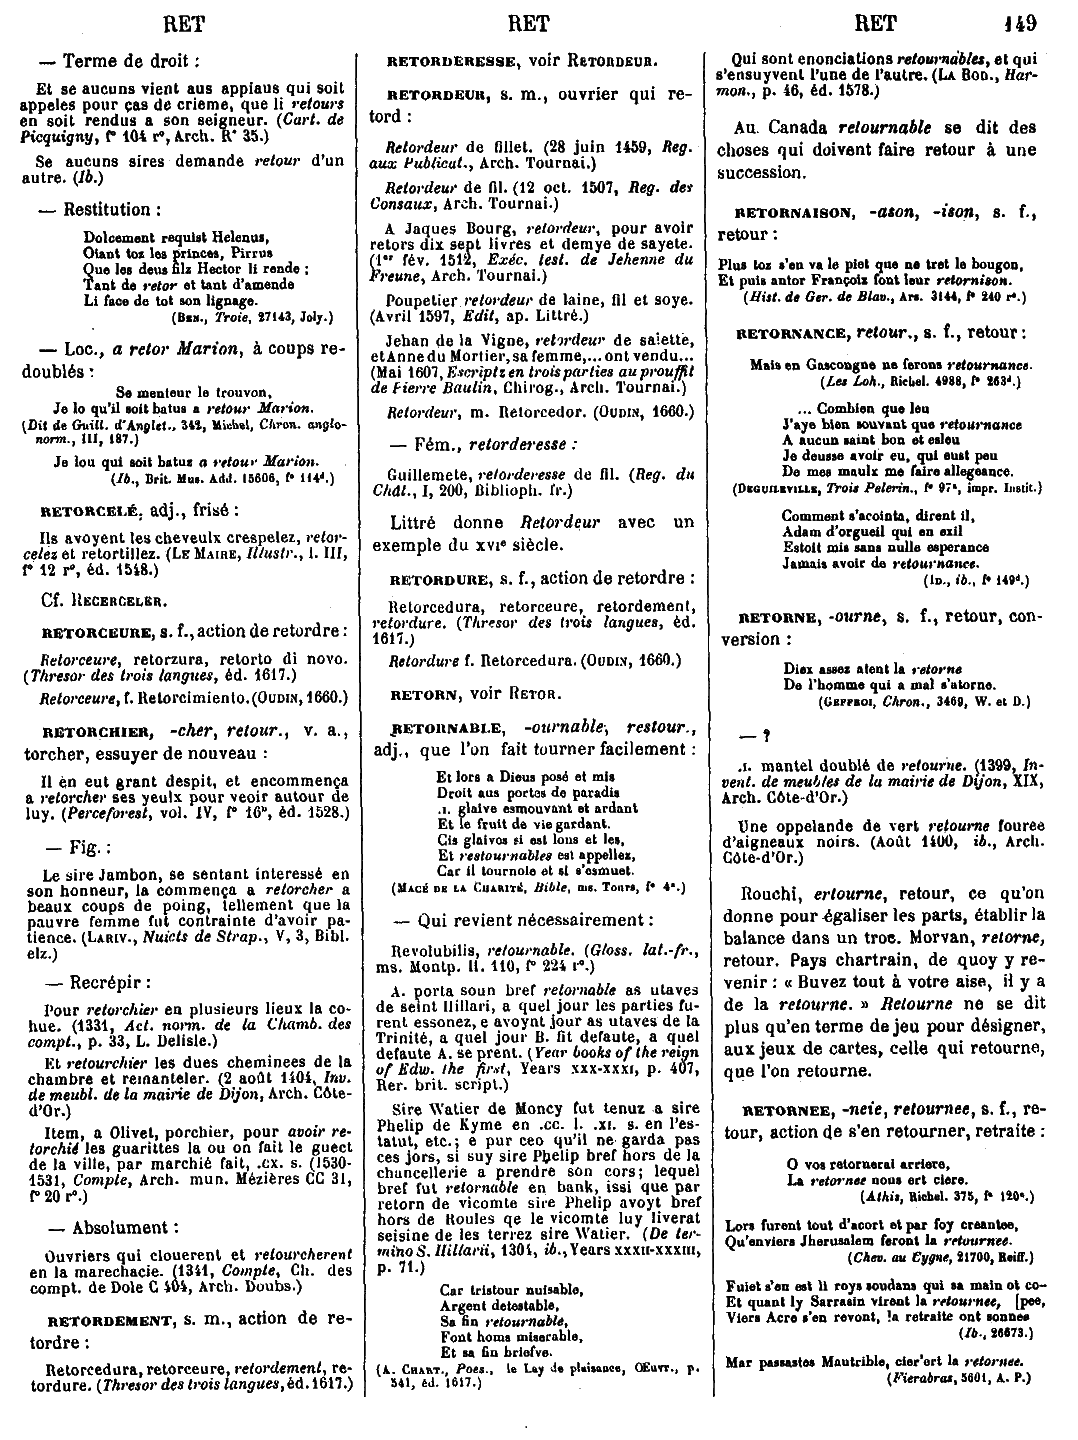 RET
RET
RET 149
— Terme de droit :
Et se aucuns vient aus applaus qui soit
appeles pour cas de crieme, que li retours
en soit rendus a son seigneur. (Cart. de
Picquigny, f° 104 r°, Arch. R' 35.)
Se aucuns sires demande retour d'un
autre. (Ib.)
— Restitution :
Dolcement requist Helenus,
Oiant toz les princes, Pirrus
Que les deus filz Hector li rende ;
Tant de retor et tant d'amende
Li face de tot son lignage.
(BEN., Troie, 27143, Joly.)
— Loc., a retor Marion, à coups re-
doublés :
Se menteur le trouvon,
Je lo qu'il soit batus a retour Marion.
(Dit de Guill. d'Anglet., 342, Michel, Chron. anglo-
norm., III, 187.)
Je lou qui soit batuz a retour Marion.
(Ib., Brit. Mus. Add. 15606, f° 114d.)
RETORCELÉ, adj., frisé :
Ils avoyent les cheveulx crespelez, retor-
celez et retortillez. (LE MAIRE, Illustr., l. III,
f° 12 r°, éd. 1548.)
Cf. RECERCELER.
RETORCEURE, s. f., action de retordre :
Retorceure, retorzura, retorto di novo.
(Thresor des trois langues, éd. 1617.)
Retorceure, f. Retorcimiento. (OUDIN, 1660.)
RETORCHIER, -cher, retour., v. a.,
torcher, essuyer de nouveau :
Il en eut grant despit, et encommença
a retorcher ses yeulx pour veoir autour de
luy. (Perceforest, vol. IV, f° 16b, éd. 1528.)
— Fig. :
Le sire Jambon, se sentant interessé en
son honneur, la commença a retorcher a
beaux coups de poing, tellement que la
pauvre femme fut contrainte d'avoir pa-
tience. (LARIV., Nuicts de Strap., V, 3, Bibl.
elz.)
— Recrépir :
Pour retorchier en plusieurs lieux la co-
hue. (1331, Act. norm. de la Chamb. des
compt., p. 33, L. Delisle.)
Et retourchier les dues cheminees de la
chambre et remanteler. (2 août 1404, Inv.
de meubl. de la mairie de Dijon, Arch. Côte-
d'Or.)
Item, a Olivet, porchier, pour avoir re-
torchié les guarittes la ou on fait le guect
de la ville, par marchié fait, .cx. s. (1530-
1531, Compte, Arch. mun. Mézières CC 31,
f° 20 r°.)
— Absolument :
Ouvriers qui clouerent et retourcherent
en la marechacie. (1341, Compte, Ch. des
compt. de Dole C 404, Arch. Doubs.)
RETORDEMENT, s. m., action de re-
tordre :
Retorcedura, retorceure, retordement, re-
tordure. (Thresor des trois langues, éd. 1617.)
RETORDERESSE, voir RETORDEUR.
RETORDEUR, s. m., ouvrier qui re-
tord :
Retordeur de fillet. (28 juin 1459, Reg.
aux Publicat., Arch. Tournai.)
Retordeur de fil. (12 oct. 1507, Reg. des
Consaux, Arch. Tournai.)
A Jaques Bourg, retordeur, pour avoir
retors dix sept livres et demye de sayete.
(1er fév. 1512, Exéc. test. de Jehenne du
Freune, Arch. Tournai.)
Poupetier retordeur de laine, fil et soye.
(Avril 1597, Edit, ap. Littré.)
Jehan de la Vigne, retordeur de saiette,
et Anne du Mortier, sa femme,... ont vendu...
(Mai 1607, Escriptz en trois parties au prouffit
de Pierre Baulin, Chirog., Arch. Tournai.)
Retordeur, m. Retorcedor. (OUDIN, 1660.)
— Fém., retorderesse :
Guillemete, retorderesse de fil. (Reg. du
Chât., I, 200, Biblioph. fr.)
Littré donne Retordeur avec un
exemple du XVIe siècle.
RETORDURE, s. f., action de retordre :
Retorcedura, retorceure, retordement,
retordure. (Thresor des trois langues, éd.
1617.)
Retordure f. Retorcedura. (OUDIN, 1660.)
RETORN, voir RETOR.
RETORNABLE, -ournable, restour.,
adj., que l'on fait tourner facilement :
Et lors a Dieus posé et mis
Droit aus portes de paradis
.I. glaive esmouvant et ardant
Et le fruit de vie gardant.
Cis glaives si est lons et les,
Et restournables est appellez,
Car il tournoie et si s'esmuet.
(MACÉ DE LA CHARITÉ, Bible, ms. Tours, f° 4a.)
— Qui revient nécessairement :
Revolubilis, retournable. (Gloss. lat.-fr.,
ms. Montp. H. 110, f° 224 r°.)
A. porta soun bref retornable as utaves
de seint Hillari, a quel jour les parties fu-
rent essonez, e avoynt jour as utaves de la
Trinité, a quel jour B. fit defaute, a quel
defaute A. se prent. (Year books of the reign
of Edw. the first, Years XXX-XXXI, p. 407,
Rer. brit. script.)
Sire Watier de Moncy fut tenuz a sire
Phelip de Kyme en .CC. l. .XI. s. en l'es-
tatut, etc.; e pur ceo qu'il ne garda pas
ces jors, si suy sire Phelip bref hors de la
chancellerie a prendre son cors; lequel
bref fut retornable en bank, issi que par
retorn de vicomte sire Phelip avoyt bref
hors de Roules qe le vicomte luy liverat
seisine de les terrez sire Watier. (De ter-
mino S. Hillarii, 1304, ib., Years XXXII-XXXIII,
p. 71.)
Car tristour nuisable,
Argent detestable,
Sa fin retournable,
Font homs miserable,
Et sa fin briefve.
(A. CHART., Poes., le Lay de plaisance, Œuvr., p.
541, éd. 1617.)
Qui sont enonciations retournables, et qui
s'ensuyvent l'une de l'autre. (LA BOD., Har-
mon., p. 46, éd. 1578.)
Au Canada retournable se dit des
choses qui doivent faire retour à une
succession.
RETORNAISON, -ason, -ison, s. f.,
retour :
Plus toz s'en va le piet que ne tret le bougon,
Et puis antor François font leur retornison.
(Hist. de Ger. de Blav., Ars. 3144, f° 240 r°.)
RETORNANCE, retour., s. f., retour :
Mais en Gascongne ne ferons retournance.
(Les Loh., Richel. 4988, f° 263d.)
... Combien que leu
J'aye bien souvant que retournance
A aucun saint bon et esleu
Je deusse avoir eu, qui eust peu
De mes maulx me faire allegeance.
(DEGUILEVILLE, Trois Pelerin., f° 97a, impr. Instit.)
Comment s'acointa, dirent il,
Adam d'orgueil qui en exil
Estoit mis sans nulle esperance
Jamais avoir de retournance.
(ID., ib., f° 149d.)
RETORNE, -ourne, s. f., retour, con-
version :
Diex assez atent la retorne
De l'homme qui a mal s'atorne.
(GEFFROI, Chron., 3469, W. et D.)
— ?
.I. mantel doublé de retourne. (1399, In-
vent. de meubles de la mairie de Dijon, XIX,
Arch. Côte-d'Or.)
Une oppelande de vert retourne fouree
d'aigneaux noirs. (Août 1400, ib., Arch.
Côte-d'Or.)
Rouchi, ertourne, retour, ce qu'on
donne pour égaliser les parts, établir la
balance dans un troc. Morvan, retorne,
retour. Pays chartrain, de quoy y re-
venir : « Buvez tout à votre aise, il y a
de la retourne. » Retourne ne se dit
plus qu'en terme de jeu pour désigner,
aux jeux de cartes, celle qui retourne,
que l'on retourne.
RETORNEE, -neie, retournee, s. f., re-
tour, action de s'en retourner, retraite :
O vos retornerai arriere,
La retornee nous ert ciere.
(Athis, Richel. 375, f° 120a.)
Lors furent tout d'acort et par foy creantee,
Qu'enviers Jherusalem feront la retournee.
(Chev. au Cygne, 21700, Reiff.)
Fuiet s'en est li roys soudans qui sa main ot co-
Et quant ly Sarrasin virent la retournee, [pee,
Viers Acre s'en revont, la retraite ont sonnee
(Ib., 26673.)
Mar passastes Mautrible, cier'ert la retornee.
(Fierabras, 5601, A. P.)